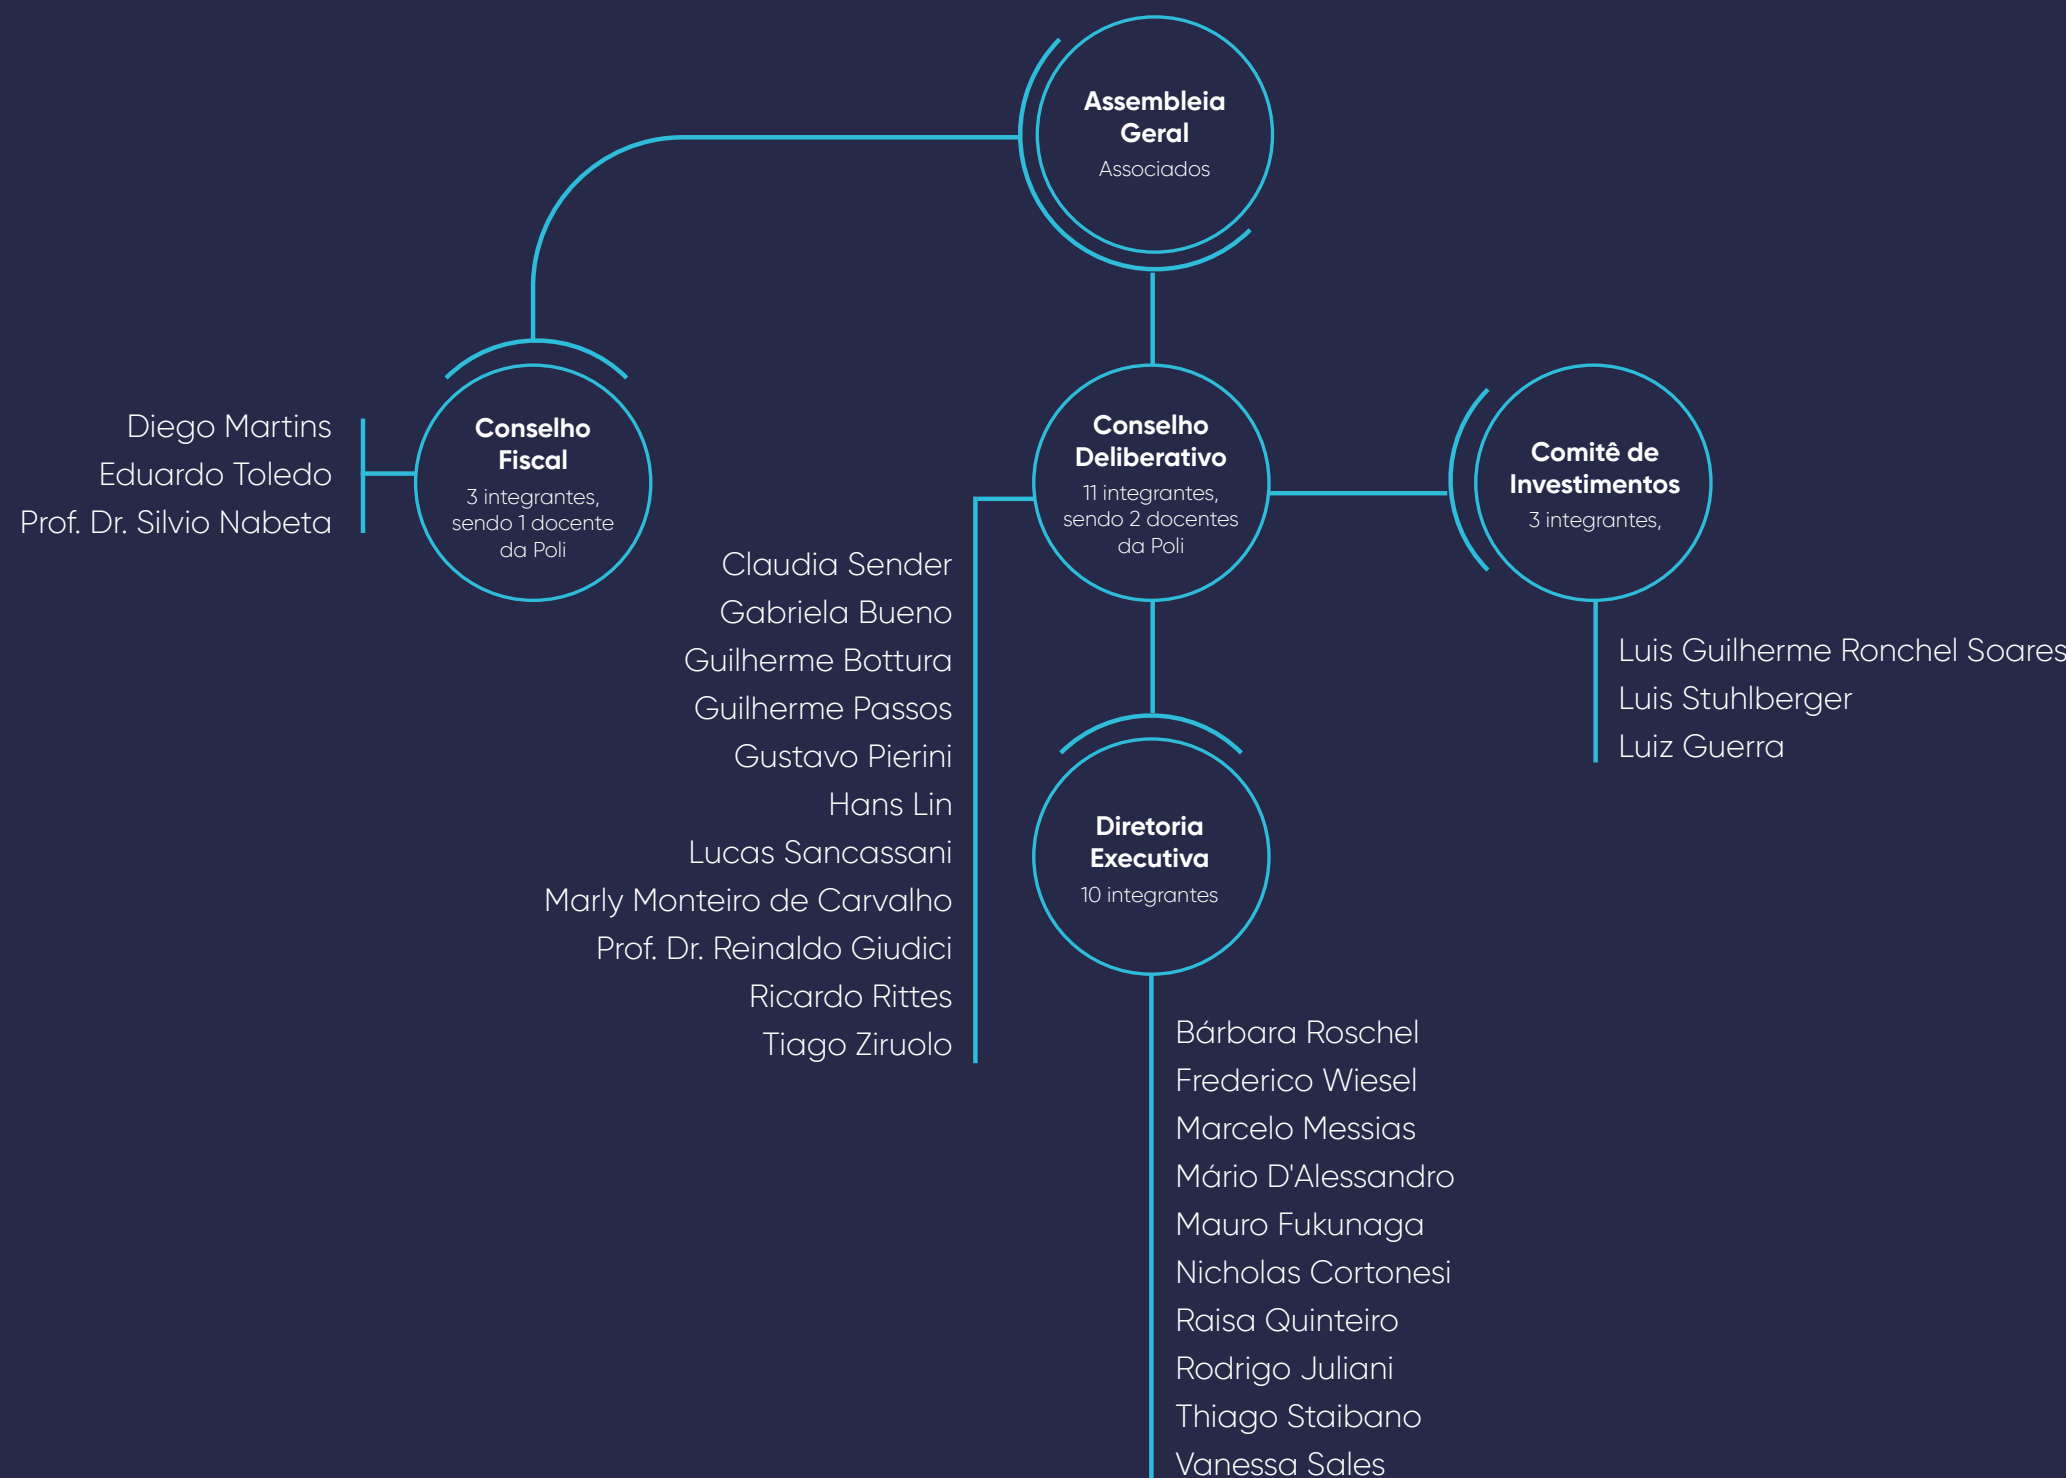 Assembleia
Geral
Associados
Diego Martins
Eduardo Toledo
Prof. Dr. Silvio Nabeta
Conselho
Fiscal
3 integrantes,
sendo 1 docente
da Poli
Conselho
Deliberativo
11 integrantes,
sendo 2 docentes
da Poli
Comitê de
Investimentos
3 integrantes,
Claudia Sender
Gabriela Bueno
Guilherme Bottura
Guilherme Passos
Gustavo Pierini
Hans Lin
Lucas Sancassani
Marly Monteiro de Carvalho
Prof. Dr. Reinaldo Giudici
Ricardo Rittes
Tiago Ziruolo
Luis Guilherme Ronchel Soares
Luis Stuhlberger
Luiz Guerra
Diretoria
Executiva
10 integrantes
Bárbara Roschel
Frederico Wiesel
Marcelo Messias
Mário D'Alessandro
Mauro Fukunaga
Nicholas Cortonesi
Raisa Quinteiro
Rodrigo Juliani
Thiago Staibano
Vanessa Sales